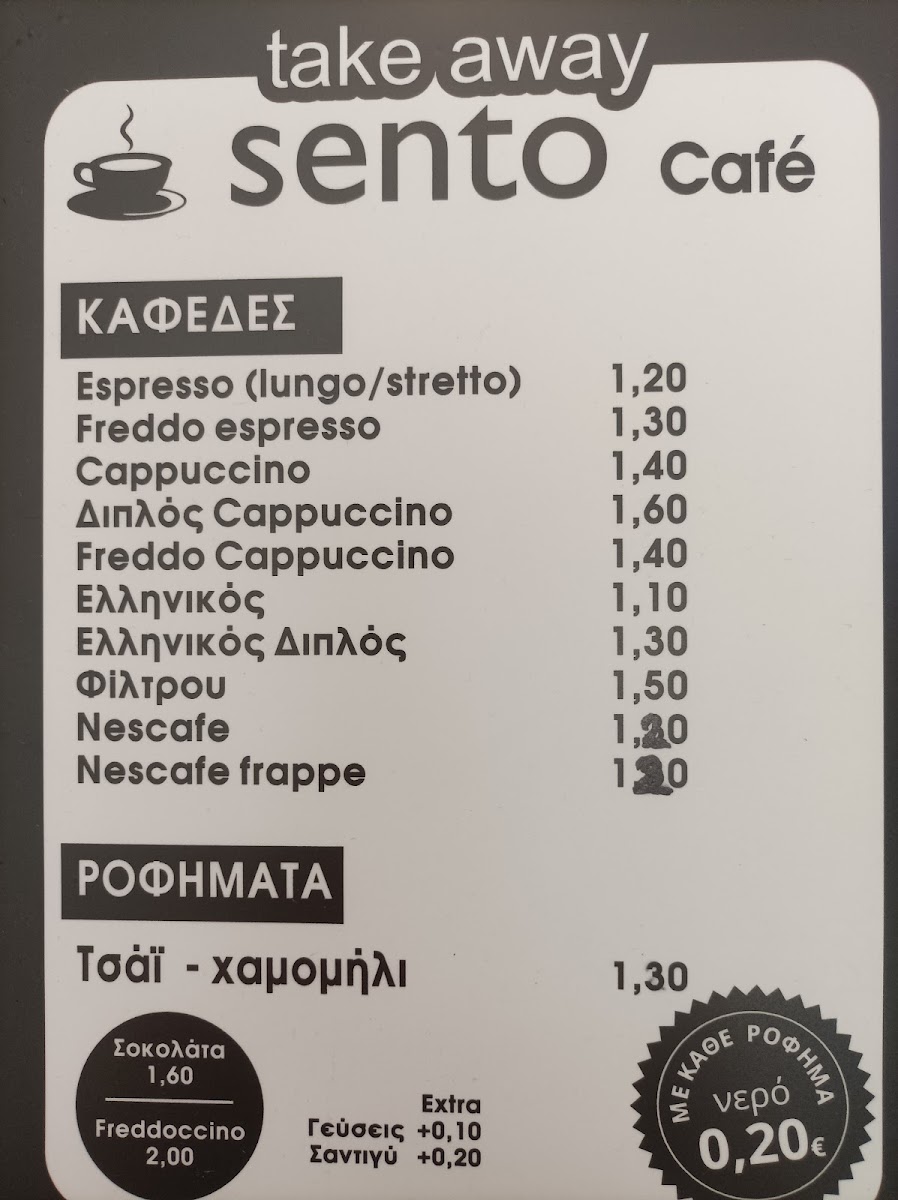 take away
sento Café
ΚΑΦΕΔΕΣ
Espresso (lungo/stretto) 1,20
Freddo espresso 1,30
Cappuccino 1,40
Διπλός Cappuccino 1,60
Freddo Cappuccino 1,40
Ελληνικός 1,10
Ελληνικός Διπλός 1,30
Φίλτρου 1,50
Nescafe
Nescafe frappe
ΡΟΦΗΜΑΤΑ
Τσάϊ - χαμομήλι 1,30
Σοκολάτα
1,60
Freddoccino
2,00
Extra
Γεύσεις +0,10
Σαντιγύ +0,20
ΜΕ ΚΑΘΕ ΡΟΦΗΜΑ
νερό
0,20€